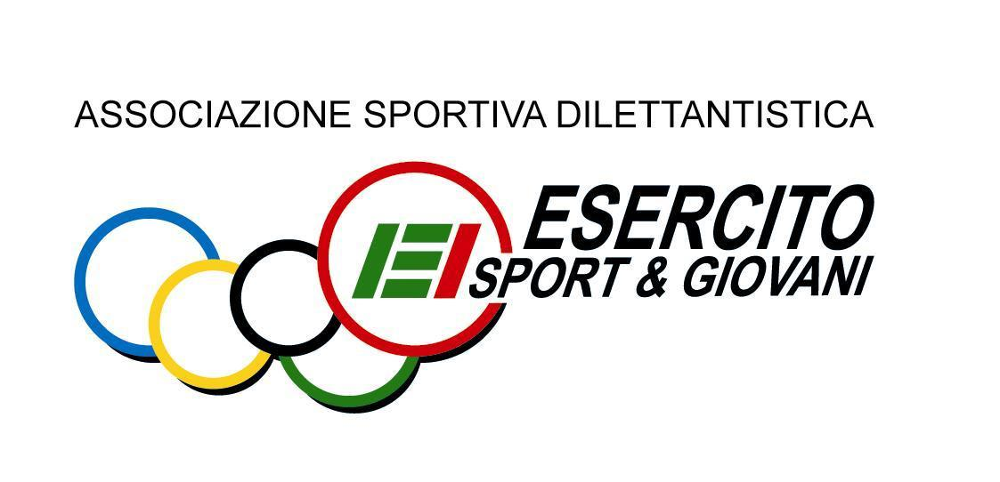 ASSOCIAZIONE SPORTIVA DILETTANTISTICA
EI
ESERCITO
SPORT & GIOVANI